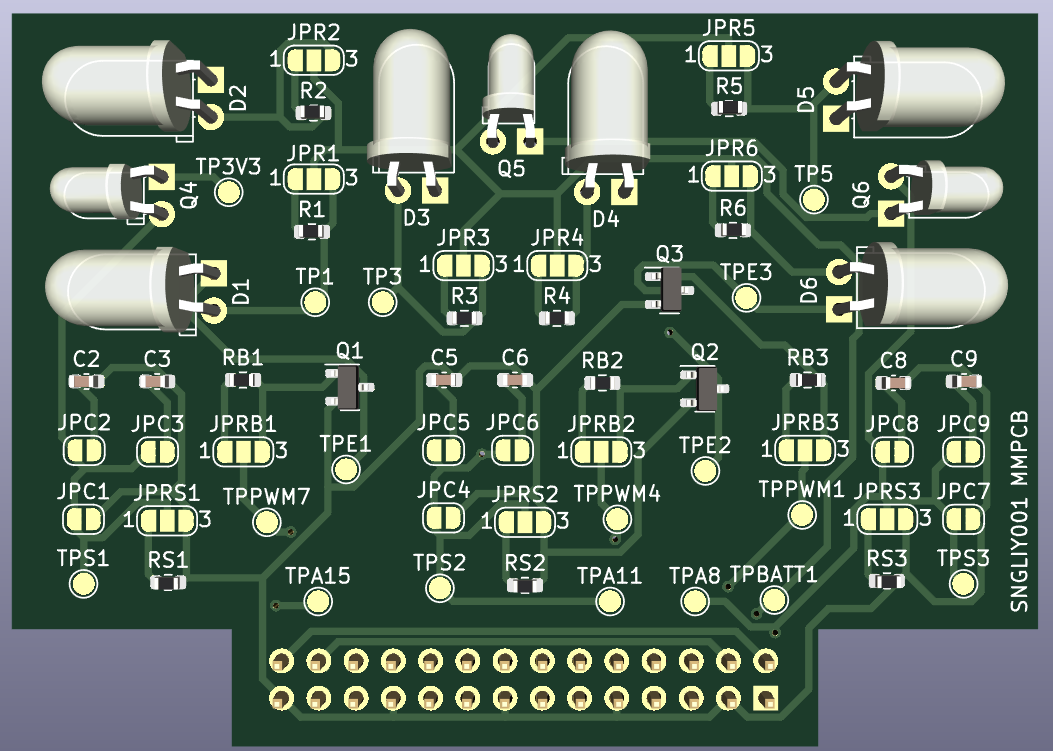 JPR2
1 3
JPR5
1 3
R2
D2
R5
D5
JPR1
1 3
JPR6
1 3
TP3V3
Q5
TP5
Q4
Q6
R1
D3
D4
R6
JPR3
1 3
JPR4
1 3
Q3
TP1
TP3
TPE3
D1
D6
R3
R4
C2
C3
RB1
Q1
C5
C6
RB2
Q2
RB3
C8
C9
JPC2
JPC3
JPRB1
1 3
TPE1
JPC5
JPC6
JPRB2
1 3
TPE2
JPRB3
1 3
JPC8
JPC9
JPC1
JPRS1
1 3
TPPWM7
JPC4
JPRS2
1 3
TPPWM4
TPPWM1
JPRS3
1 3
JPC7
TPS1
RS1
TPA15
TPS2
RS2
TPA11
TPA8
TPBATT1
RS3
TPS3
SNGLIY001 MMPCB